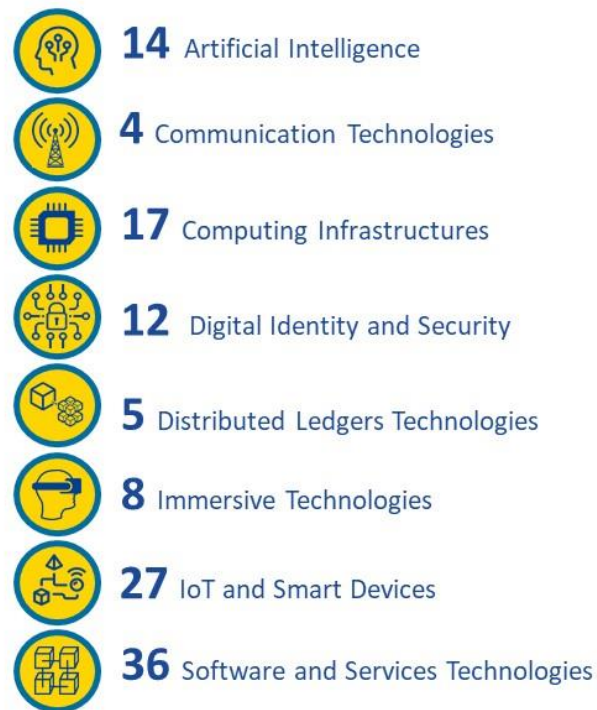 14 Artificial Intelligence
4 Communication Technologies
17 Computing Infrastructures
12 Digital Identity and Security
5 Distributed Ledgers Technologies
8 Immersive Technologies
27 IoT and Smart Devices
36 Software and Services Technologies